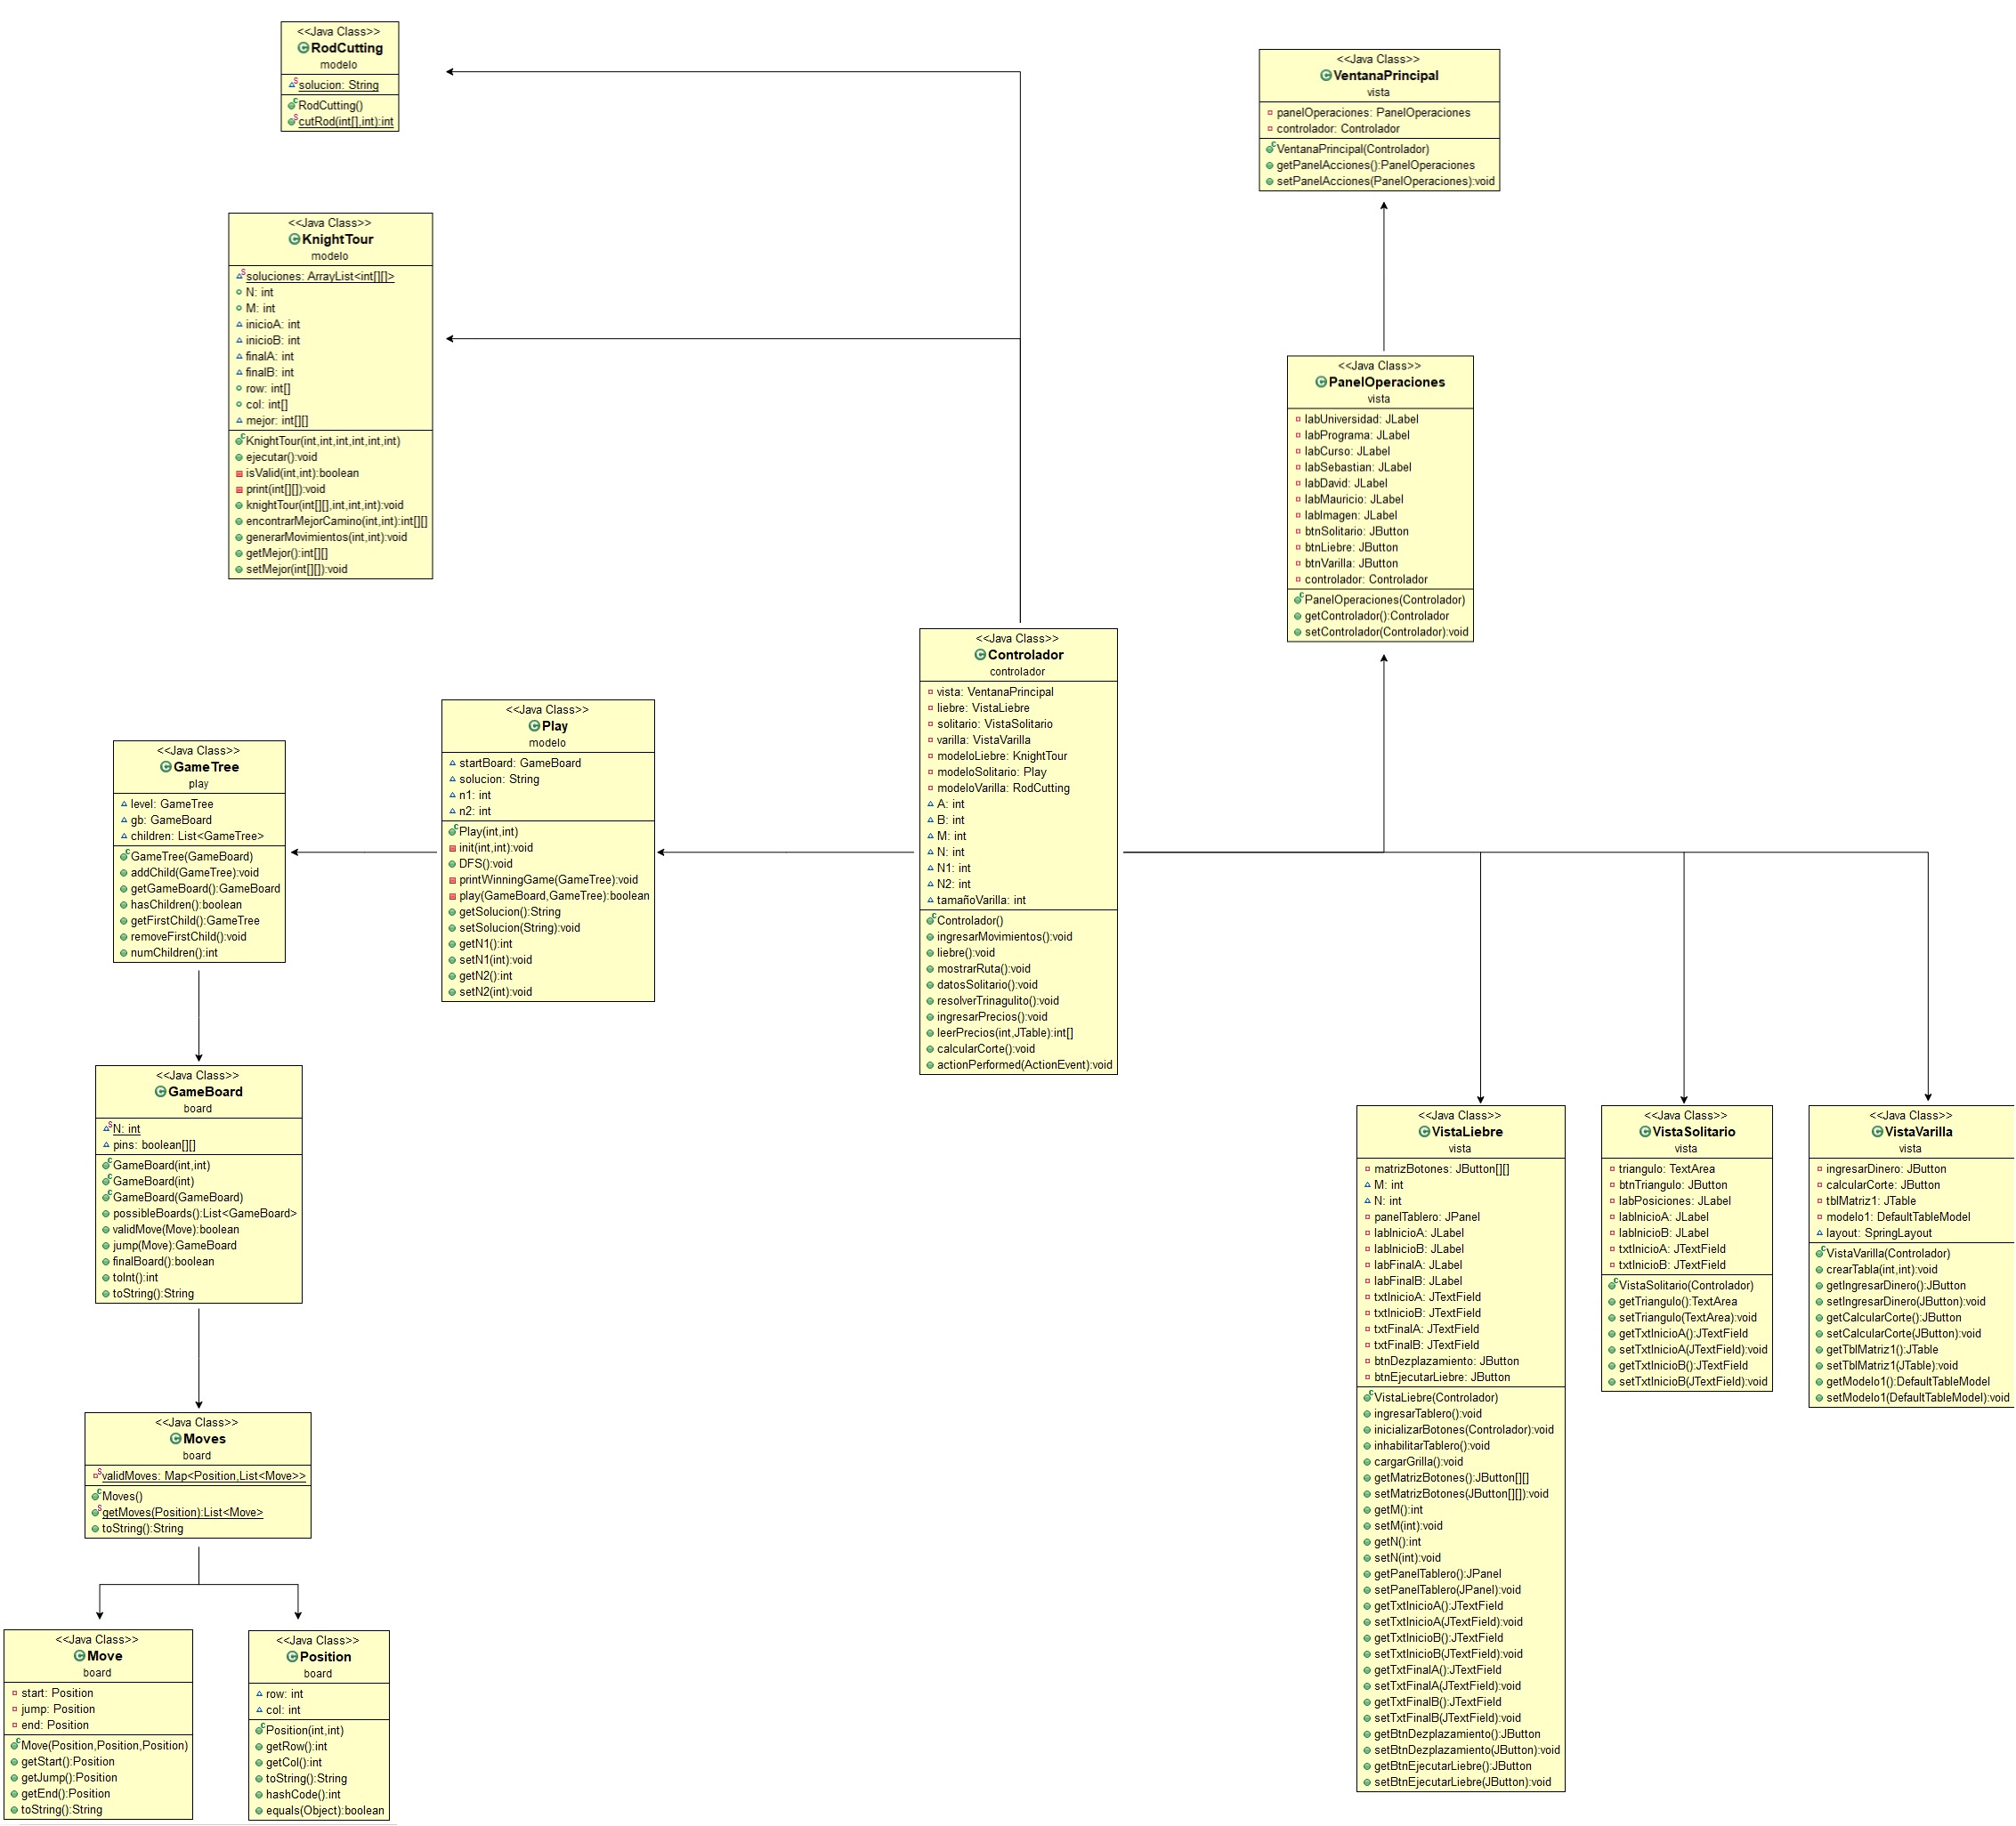 <<Java Class>>
RodCutting
modelo
solucion: String
RodCutting()
cutRod(int[],int):int
<<Java Class>>
VentanaPrincipal
vista
panelOperaciones: PanelOperaciones
controlador: Controlador
VentanaPrincipal(Controlador)
getPanelAcciones():PanelOperaciones
setPanelAcciones(PanelOperaciones):void
<<Java Class>>
KnightTour
modelo
soluciones: ArrayList<int[][]>
N: int
M: int
inicioA: int
inicioB: int
finalA: int
finalB: int
row: int[]
col: int[]
mejor: int[][]
KnightTour(int,int,int,int,int,int)
ejecutar():void
isValid(int,int):boolean
print(int[][]):void
knightTour(int[][],int,int,int):void
encontrarMejorCamino(int,int):int[][]
generarMovimientos(int,int):void
getMejor():int[][]
setMejor(int[][]):void
<<Java Class>>
PanelOperaciones
vista
labUniversidad: JLabel
labPrograma: JLabel
labCurso: JLabel
labSebastian: JLabel
labDavid: JLabel
labMauricio: JLabel
labImagen: JLabel
btnSolitario: JButton
btnLiebre: JButton
btnVarilla: JButton
controlador: Controlador
PanelOperaciones(Controlador)
getControlador():Controlador
setControlador(Controlador):void
<<Java Class>>
Controlador
controlador
vista: VentanaPrincipal
liebre: VistaLiebre
solitario: VistaSolitario
varilla: VistaVarilla
modeloLiebre: KnightTour
modeloSolitario: Play
modeloVarilla: RodCutting
A: int
B: int
M: int
N: int
N1: int
N2: int
tamañoVarilla: int
Controlador()
ingresarMovimientos():void
liebre():void
mostrarRuta():void
datosSolitario():void
resolverTrinagulito():void
ingresarPrecios():void
leerPrecios(int,JTable):int[]
calcularCorte():void
actionPerformed(ActionEvent):void
<<Java Class>>
Play
modelo
startBoard: GameBoard
solucion: String
n1: int
n2: int
Play(int,int)
init(int,int):void
DFS():void
printWinningGame(GameTree):void
play(GameBoard,GameTree):boolean
getSolucion():String
setSolucion(String):void
getN1():int
setN1(int):void
getN2():int
setN2(int):void
<<Java Class>>
GameTree
play
level: GameTree
gb: GameBoard
children: List<GameTree>
GameTree(GameBoard)
addChild(GameTree):void
getGameBoard():GameBoard
hasChildren():boolean
getFirstChild():GameTree
removeFirstChild():void
numChildren():int
<<Java Class>>
GameBoard
board
N: int
pins: boolean[][]
GameBoard(int,int)
GameBoard(int)
GameBoard(GameBoard)
possibleBoards():List<GameBoard>
validMove(Move):boolean
jump(Move):GameBoard
finalBoard():boolean
toInt():int
toString():String
<<Java Class>>
Moves
board
validMoves: Map<Position,List<Move>>
Moves()
getMoves(Position):List<Move>
toString():String
<<Java Class>>
Move
board
start: Position
jump: Position
end: Position
Move(Position,Position,Position)
getStart():Position
getJump():Position
getEnd():Position
toString():String
<<Java Class>>
Position
board
row: int
col: int
Position(int,int)
getRow():int
getCol():int
toString():String
hashCode():int
equals(Object):boolean
<<Java Class>>
VistaLiebre
vista
matrizBotones: JButton[][]
M: int
N: int
panelTablero: JPanel
labInicioA: JLabel
labInicioB: JLabel
labFinalA: JLabel
labFinalB: JLabel
txtInicioA: JTextField
txtInicioB: JTextField
txtFinalA: JTextField
txtFinalB: JTextField
btnDezplazamiento: JButton
btnEjecutarLiebre: JButton
VistaLiebre(Controlador)
ingresarTablero():void
inicializarBotones(Controlador):void
inhabilitarTablero():void
cargarGrilla():void
getMatrizBotones():JButton[][]
setMatrizBotones(JButton[][]):void
getM():int
setM(int):void
getN():int
setN(int):void
getPanelTablero():JPanel
setPanelTablero(JPanel):void
getTxtInicioA():JTextField
setTxtInicioA(JTextField):void
getTxtInicioB():JTextField
setTxtInicioB(JTextField):void
getTxtFinalA():JTextField
setTxtFinalA(JTextField):void
getTxtFinalB():JTextField
setTxtFinalB(JTextField):void
getBtnDezplazamiento():JButton
setBtnDezplazamiento(JButton):void
getBtnEjecutarLiebre():JButton
setBtnEjecutarLiebre(JButton):void
<<Java Class>>
VistaSolitario
vista
triangulo: TextArea
btnTriangulo: JButton
labPosiciones: JLabel
labInicioA: JLabel
labInicioB: JLabel
txtInicioA: JTextField
txtInicioB: JTextField
VistaSolitario(Controlador)
getTriangulo():TextArea
setTriangulo(TextArea):void
getTxtInicioA():JTextField
setTxtInicioA(JTextField):void
getTxtInicioB():JTextField
setTxtInicioB(JTextField):void
<<Java Class>>
VistaVarilla
vista
ingresarDinero: JButton
calcularCorte: JButton
tblMatriz1: JTable
modelo1: DefaultTableModel
layout: SpringLayout
VistaVarilla(Controlador)
crearTabla(int,int):void
getIngresarDinero():JButton
setIngresarDinero(JButton):void
getCalcularCorte():JButton
setCalcularCorte(JButton):void
getTblMatriz1():JTable
setTblMatriz1(JTable):void
getModelo1():DefaultTableModel
setModelo1(DefaultTableModel):void